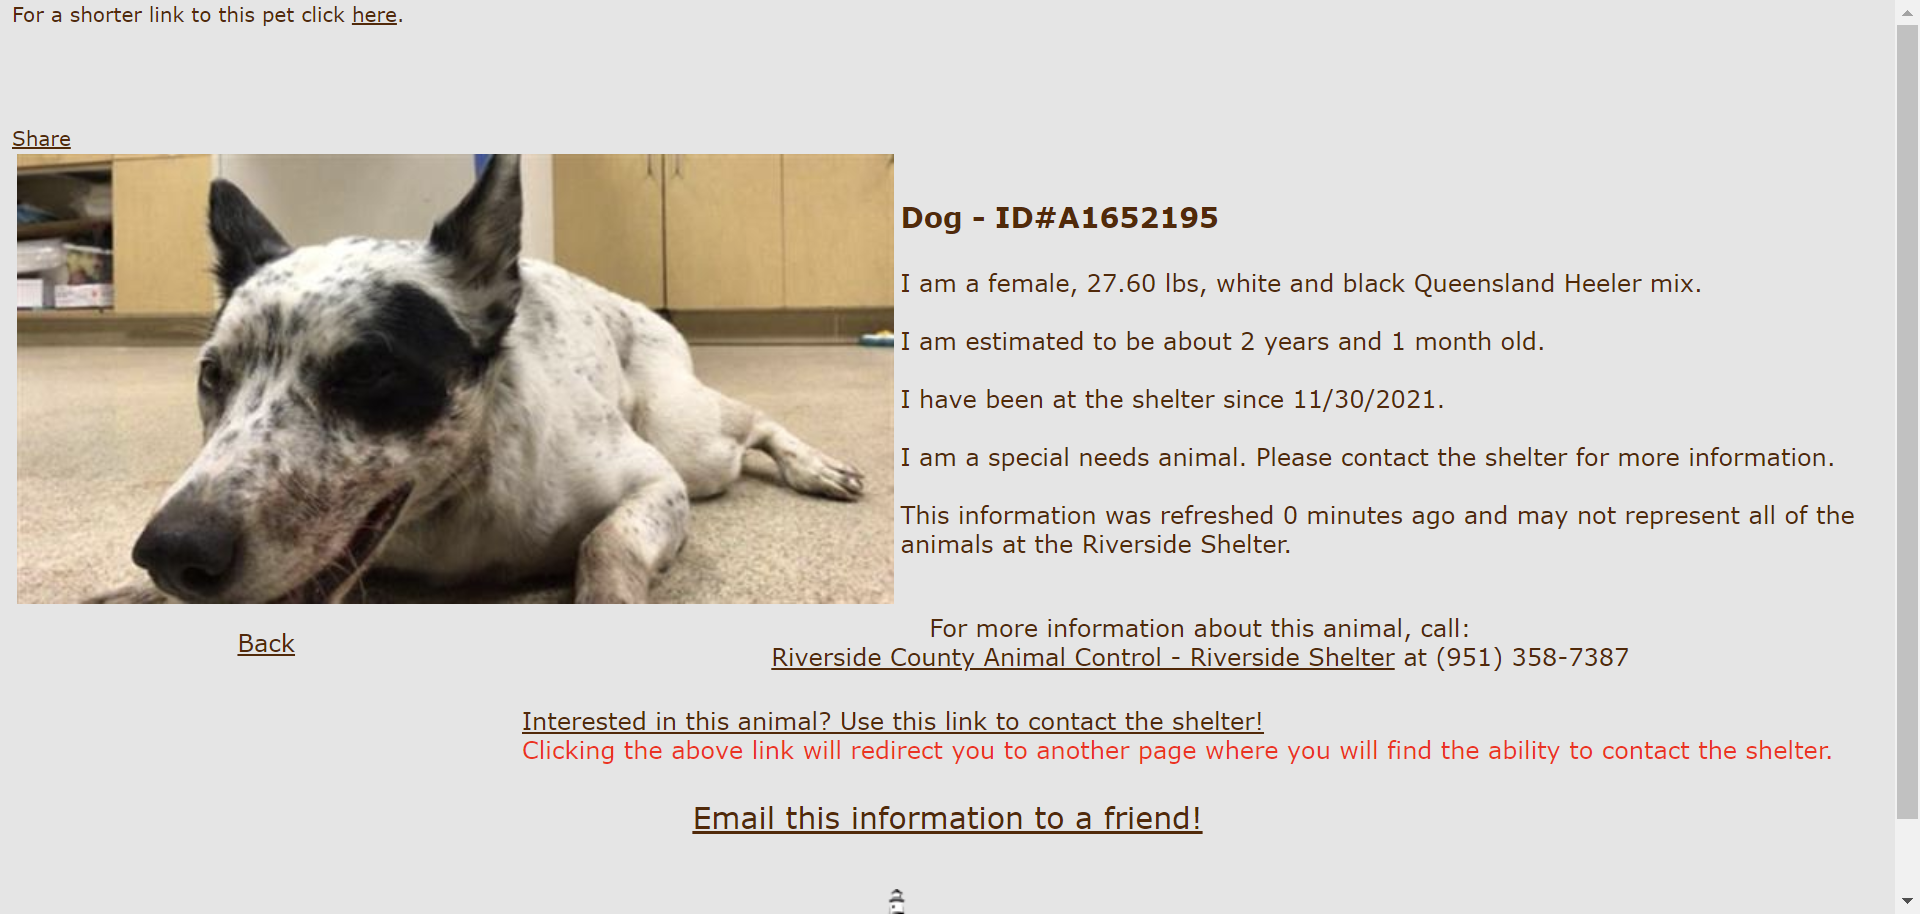 For a shorter link to this pet click here.
Share
Dog - ID#A1652195
I am a female, 27.60 lbs, white and black Queensland Heeler mix.
I am estimated to be about 2 years and 1 month old.
I have been at the shelter since 11/30/2021.
I am a special needs animal. Please contact the shelter for more information.
This information was refreshed 0 minutes ago and may not represent all of the
animals at the Riverside Shelter.
Back
For more information about this animal, call:
Riverside County Animal Control - Riverside Shelter at (951) 358-7387
Interested in this animal? Use this link to contact the shelter!
Clicking the above link will redirect you to another page where you will find the ability to contact the shelter.
Email this information to a friend!